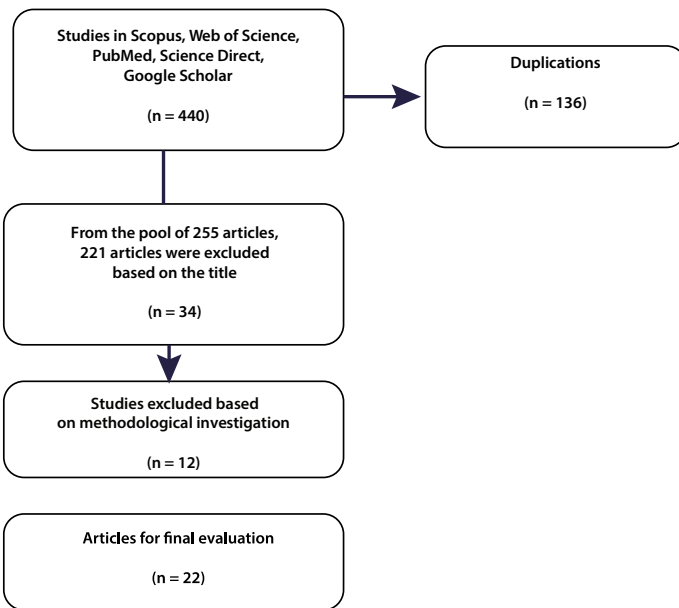 Studies in Scopus, Web of Science,
PubMed, Science Direct,
Google Scholar
(n = 440)
Duplications
(n = 136)
From the pool of 255 articles,
221 articles were excluded
based on the title
(n = 34)
Studies excluded based
on methodological investigation
(n = 12)
Articles for final evaluation
(n = 22)